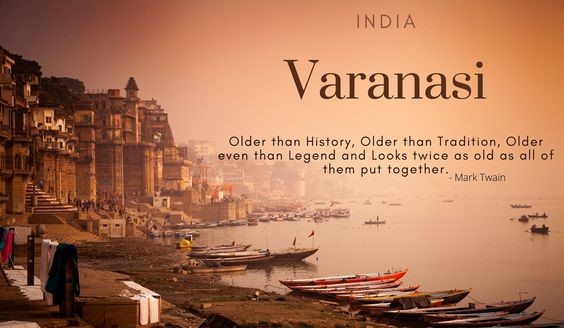 INDIA
Varanasi
Older than History, Older than Tradition, Older
even than Legend and Looks twice as old as all of
them put together.
- Mark Twain